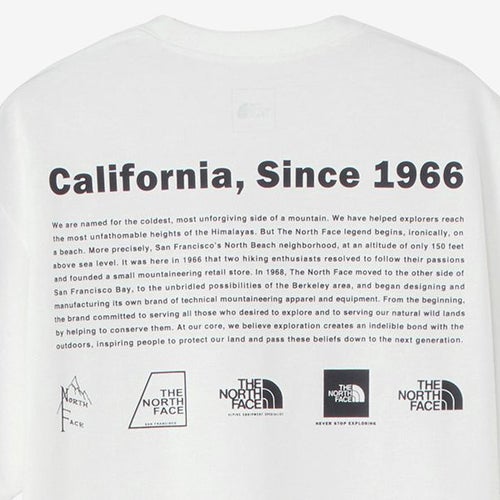 California, Since 1966
We are named for the coldest, most unforgiving side of a mountain. We have helped explorers reach
the most unfathomable heights of the Himalayas. But The North Face legend begins, ironically, on
a beach. More precisely, San Francisco's North Beach neighborhood, at an altitude of only 150 feet
above sea level. It was here in 1966 that two hiking enthusiasts resolved to follow their passions
and founded a small mountaineering retail store. In 1968, The North Face moved to the other side of
San Francisco Bay, to the unbridled possibilities of the Berkeley area, and began designing and
manufacturing its own brand of technical mountaineering apparel and equipment. From the beginning,
the brand committed to serving all those who desired to explore and to serving our natural wild lands
by helping to conserve them. At our core, we believe exploration creates an indelible bond with the
outdoors, inspiring people to protect our land and pass these beliefs down to the next generation.
North
Face
THE
NORTH
FACE
SAN FRANCISCO
THE
NORTH
FACE
ALPINE EQUIPMENT SPECIALIST
THE
NORTH
FACE
NEVER STOP EXPLORING
THE
NORTH
FACE